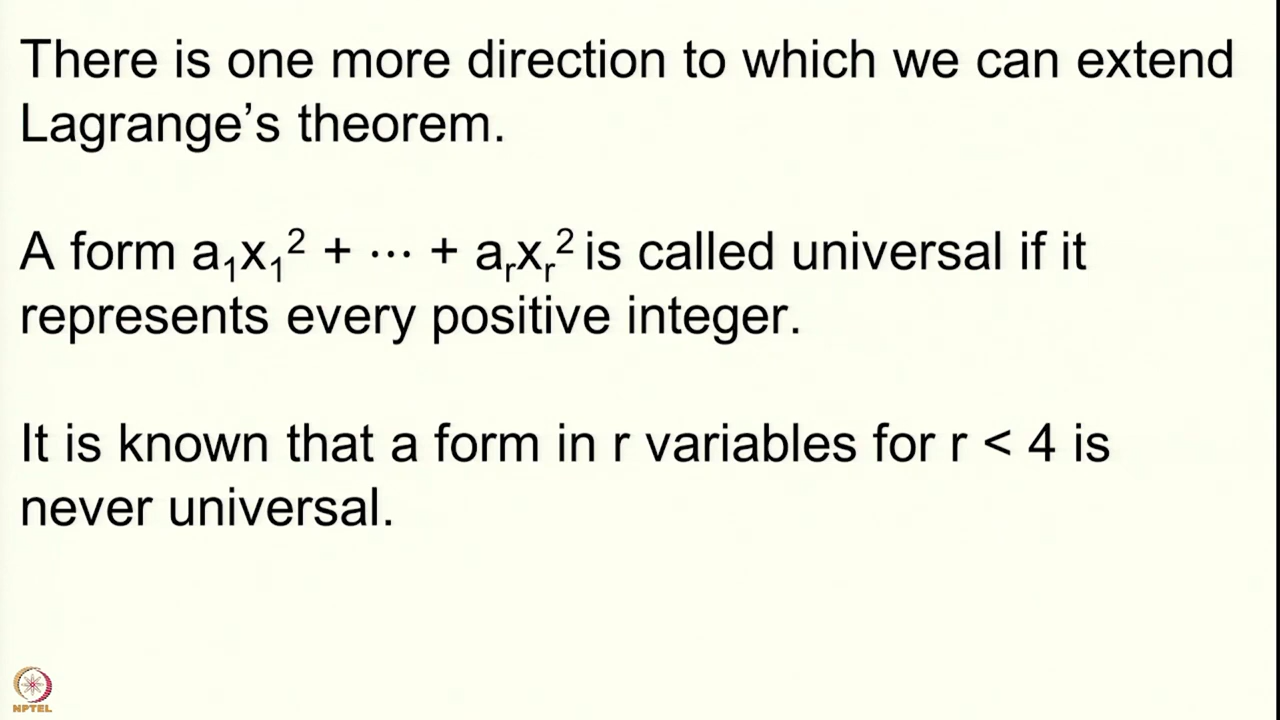 There is one more direction to which we can extend
Lagrange’s theorem.
A form a₁x₁² + ⋯ + aᵣxᵣ² is called universal if it
represents every positive integer.
It is known that a form in r variables for r < 4 is
never universal.
NPTEL